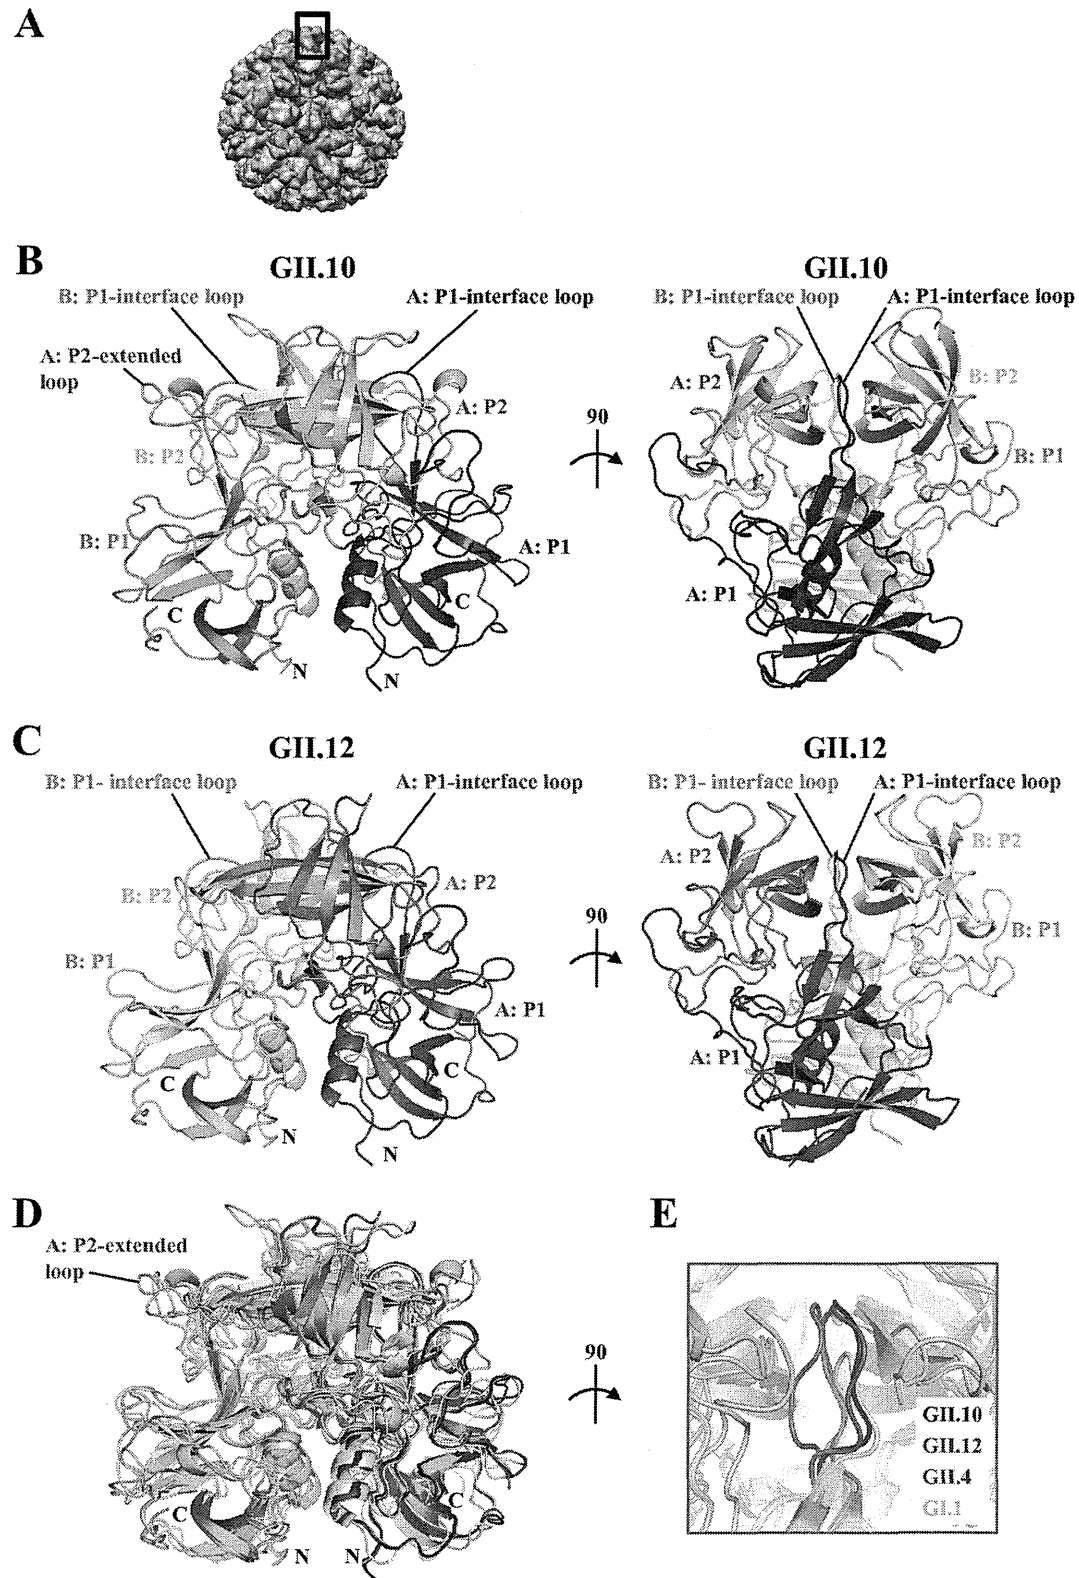 A
B
GII.10
GII.10
B: P1-interface loop
A: P1-interface loop
B: P1-interface loop
A: P1-interface loop
A: P2-extended
loop
A: P2
B: P2
B: P1
A: P1
C
C
N
N
90
A: P2
B: P2
B: P1
A: P1
C
GII.12
GII.12
B: P1- interface loop
A: P1-interface loop
B: P1- interface loop
A: P1-interface loop
B: P2
A: P2
B: P1
A: P1
C
C
N
N
90
A: P2
B: P2
B: P1
A: P1
D
E
A: P2-extended
loop
C
C
N
N
90
GII.10
GII.12
GII.4
GI.1